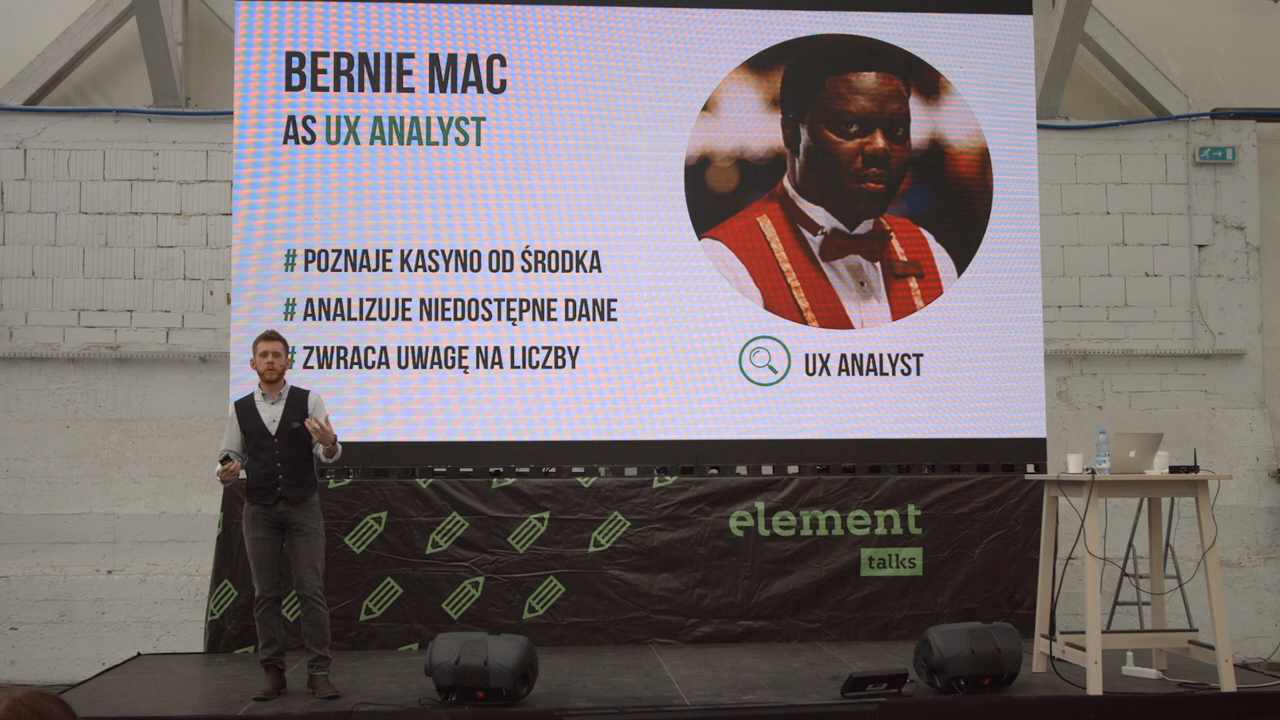 BERNIE MAC
AS UX ANALYST
# POZNAJE KASYNO OD ŚRODKA
# ANALIZUJE NIEDOSTĘPNE DANE
# ZWRACA UWAGĘ NA LICZBY
UX ANALYST
element
talks